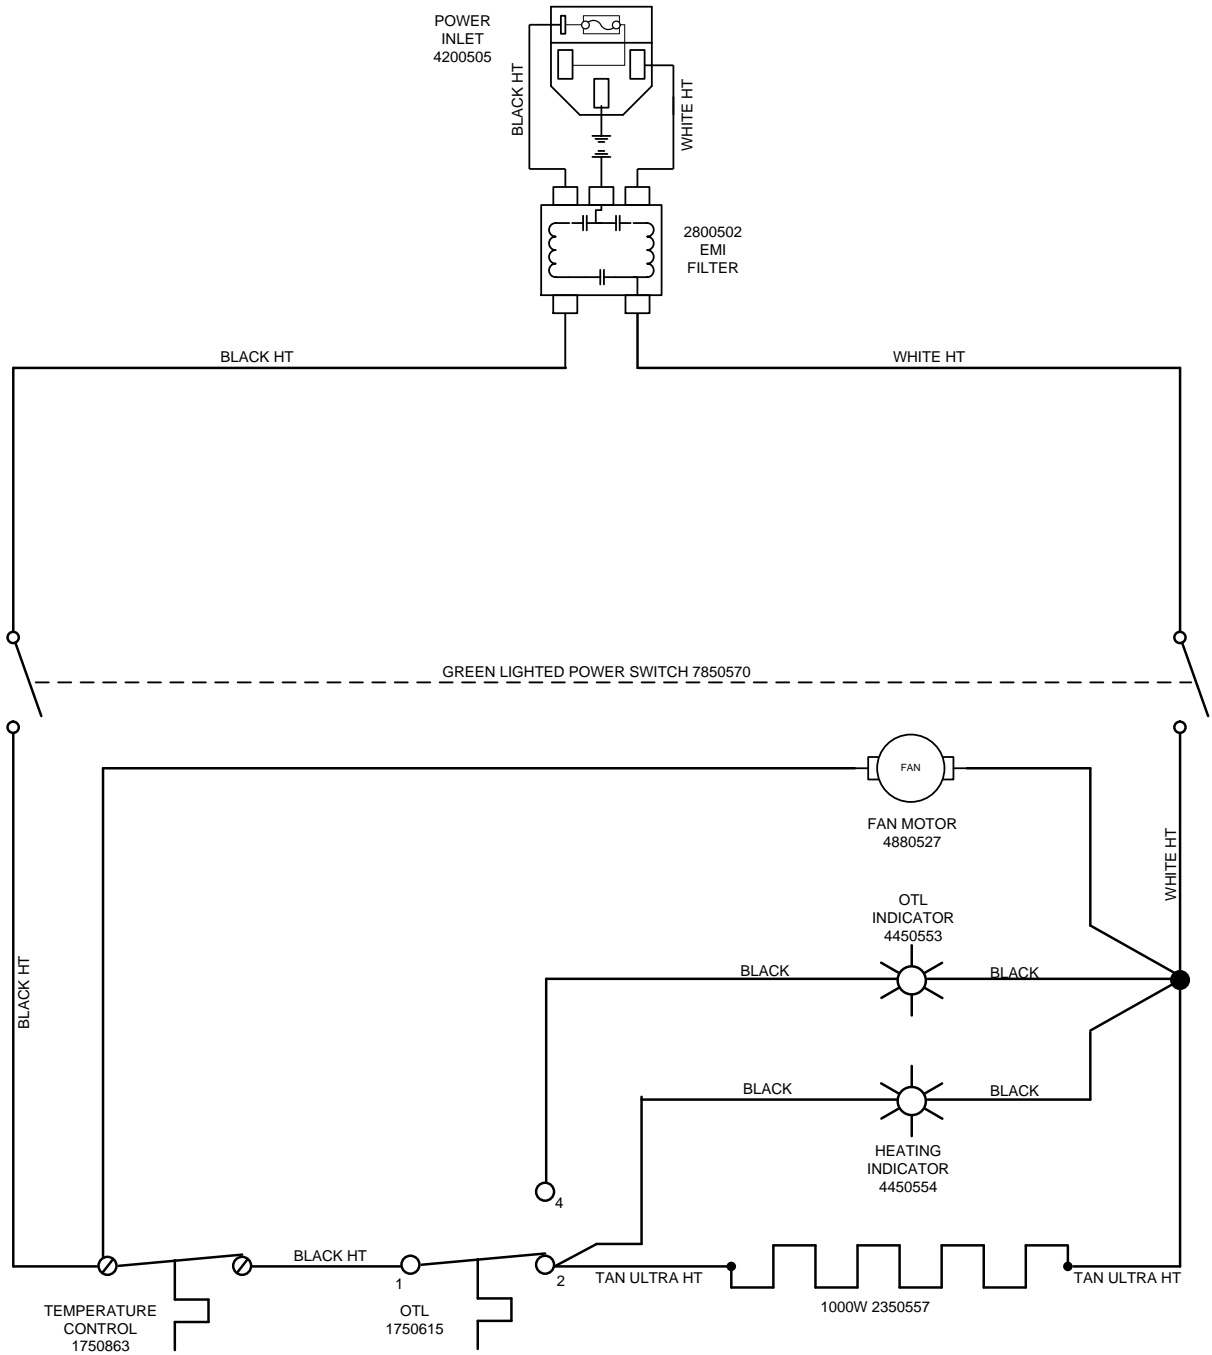 POWER
INLET
4200505
BLACK HT
WHITE HT
2800502
EMI
FILTER
BLACK HT
WHITE HT
GREEN LIGHTED POWER SWITCH 7850570
FAN
FAN MOTOR
4880527
WHITE HT
OTL
INDICATOR
4450553
BLACK
BLACK
BLACK HT
BLACK
BLACK
HEATING
INDICATOR
4450554
4
BLACK HT
1
2
TAN ULTRA HT
TAN ULTRA HT
TEMPERATURE
CONTROL
1750863
OTL
1750615
1000W 2350557